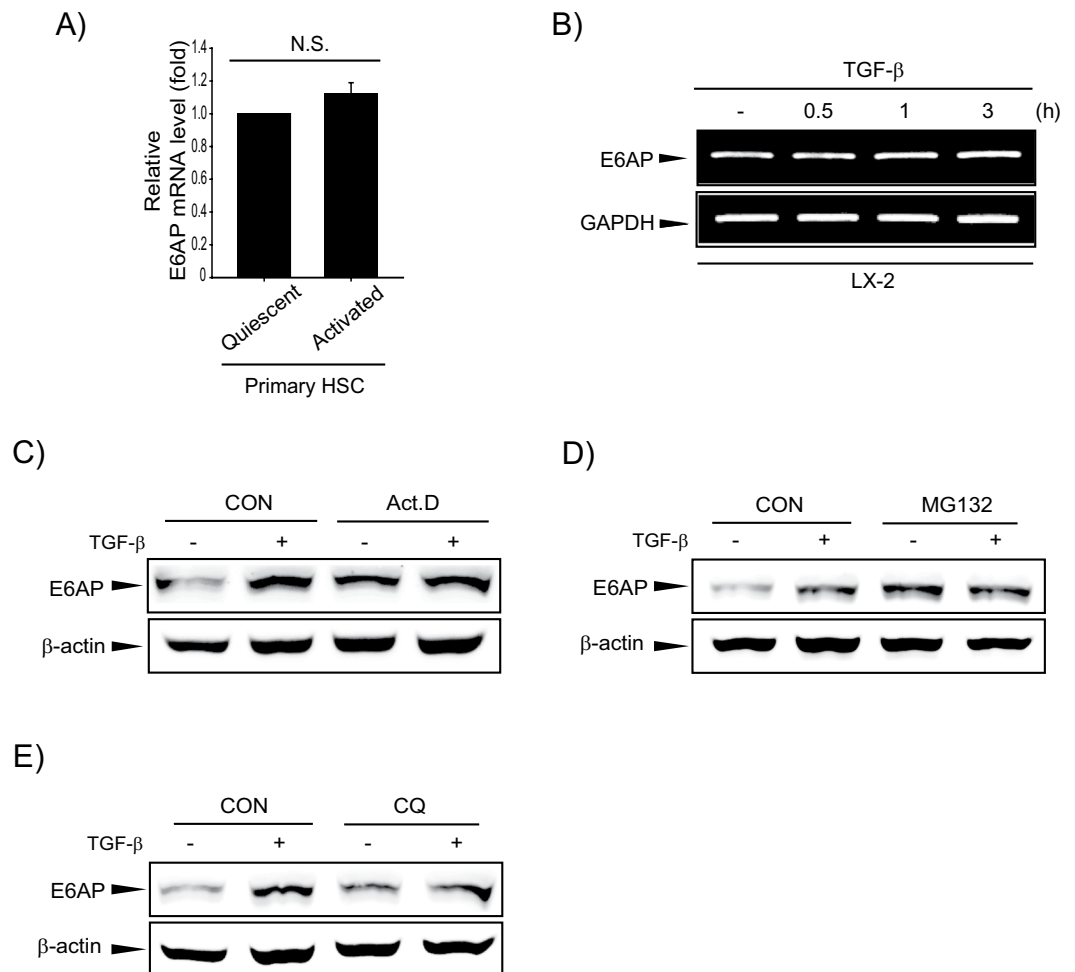 A)
N.S.
Relative
E6AP mRNA level (fold)
1.4
1.2
1.0
0.8
0.6
0.4
0.2
0
Quiescent
Activated
Primary HSC
B)
TGF-β
- 0.5 1 3 (h)
E6AP
GAPDH
LX-2
C)
CON Act.D
TGF-β - + - +
E6AP
β-actin
D)
CON MG132
TGF-β - + - +
E6AP
β-actin
E)
CON CQ
TGF-β - + - +
E6AP
β-actin